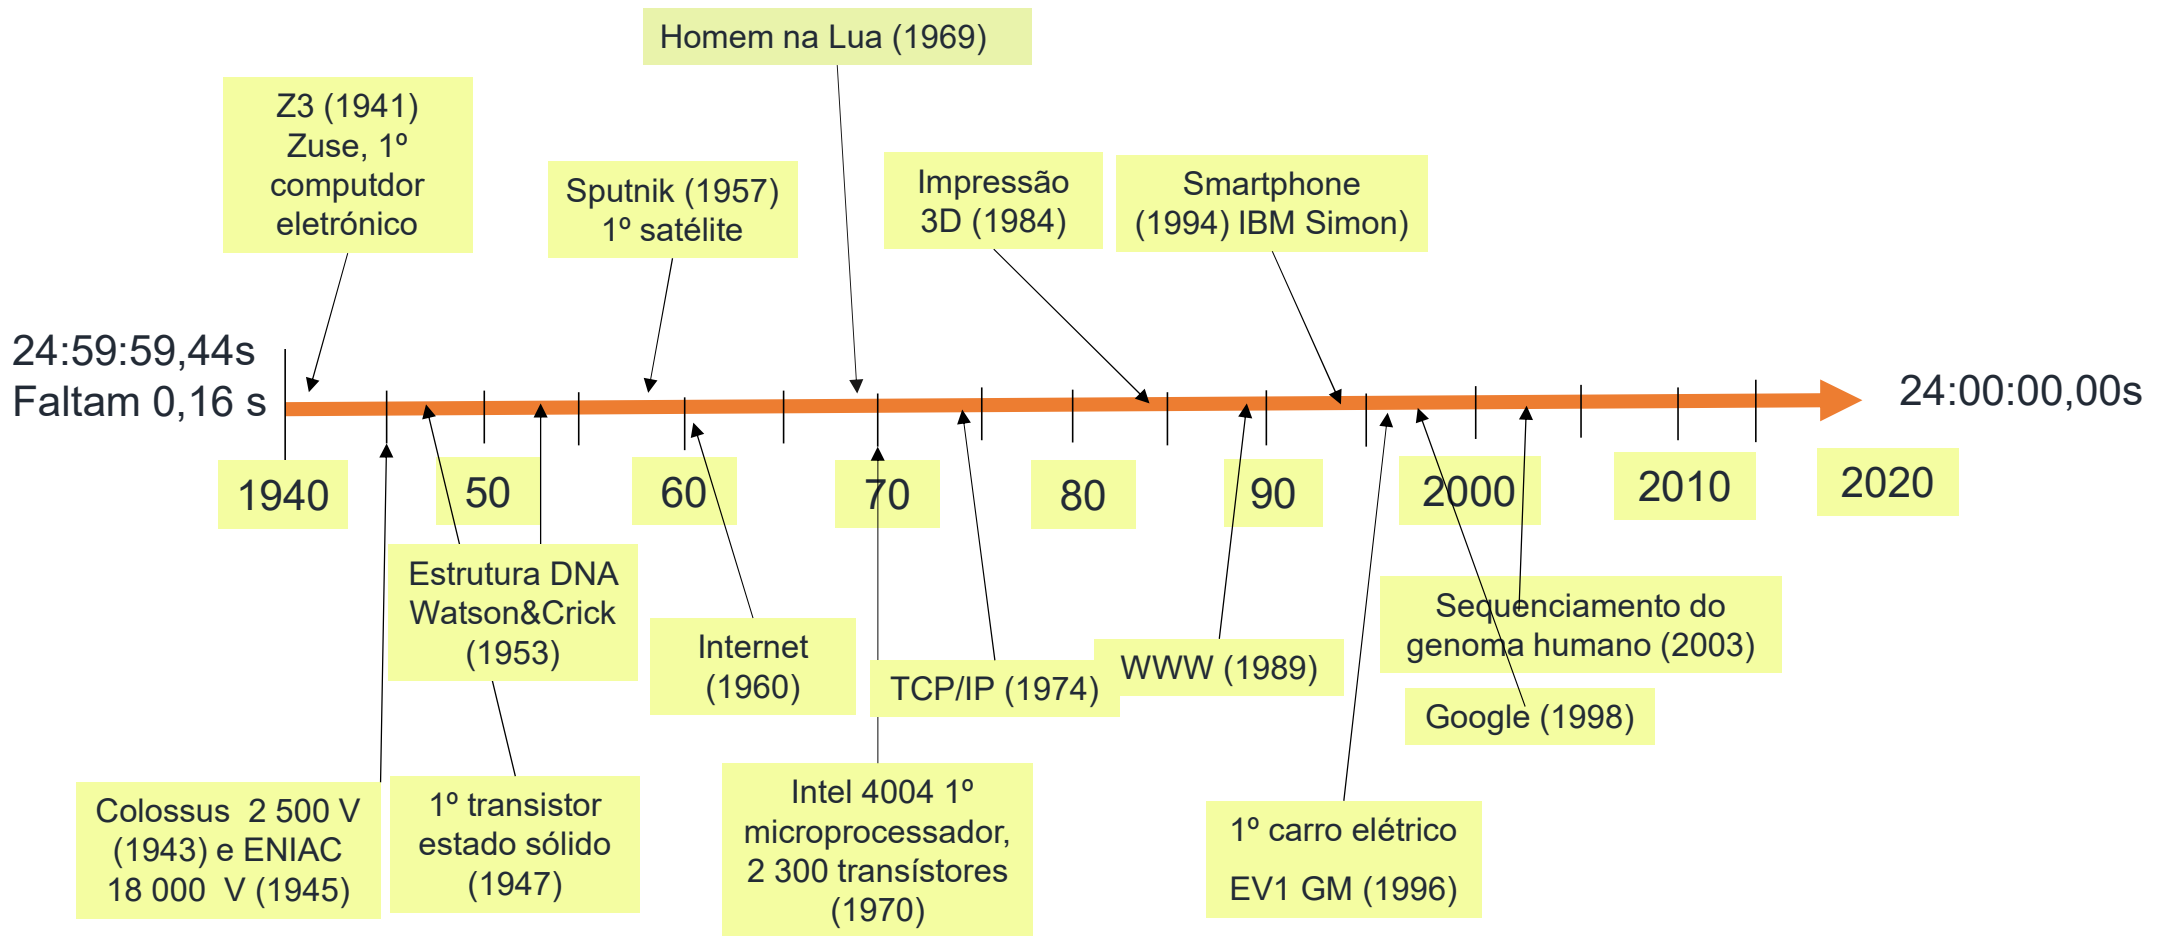 Homem na Lua (1969)
Z3 (1941)
Zuse, 1º
computdor
eletrónico
Sputnik (1957)
1º satélite
Impressão
3D (1984)
Smartphone
(1994) IBM Simon)
24:59:59,44s
Faltam 0,16 s
24:00:00,00s
1940
50
60
70
80
90
2000
2010
2020
Estrutura DNA
Watson&Crick
(1953)
Internet
(1960)
TCP/IP (1974)
WWW (1989)
Sequenciamento do
genoma humano (2003)
Google (1998)
Colossus  2 500 V
(1943) e ENIAC
18 000  V (1945)
1º transistor
estado sólido
(1947)
Intel 4004 1º
microprocessador,
2 300 transístores
(1970)
1º carro elétrico
EV1 GM (1996)